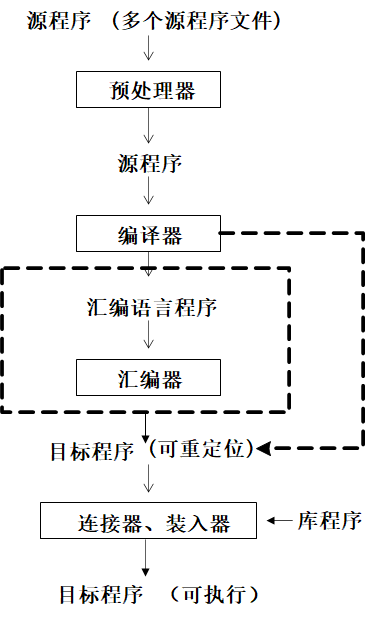 源程序 (多个源程序文件)
预处理器
源程序
编译器
汇编语言程序
汇编器
目标程序 (可重定位)
连接器、装入器
库程序
目标程序 （可执行）